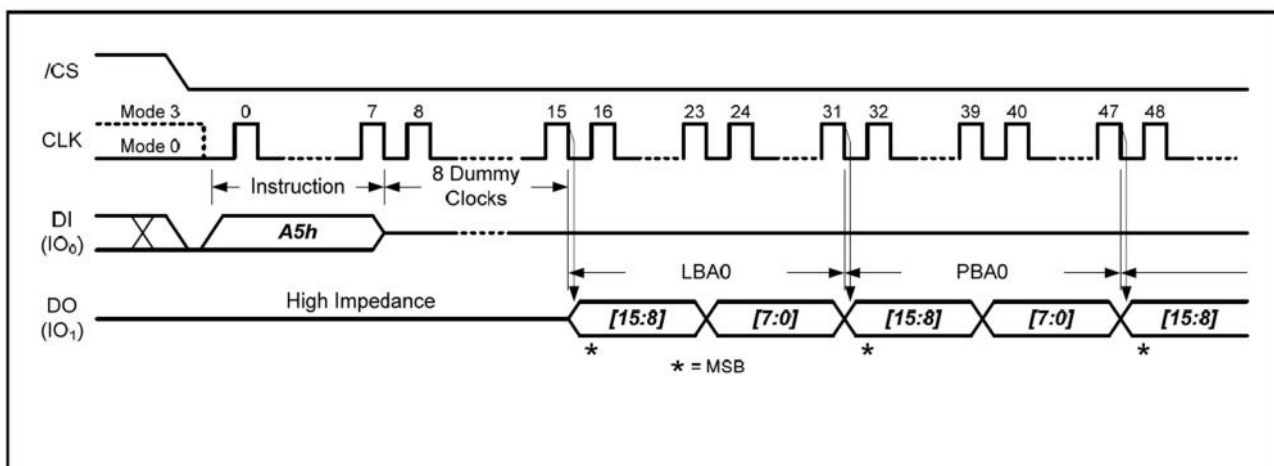 /CS
Mode 3 0 7 8 15 16 23 24 31 32 39 40 47 48
CLK
Mode 0
Instruction
8 Dummy
Clocks
DI
(IO0)
A5h
LBA0 PBA0
DO
(IO1)
High Impedance
[15:8] [7:0] [15:8] [7:0] [15:8]
* * *
* = MSB